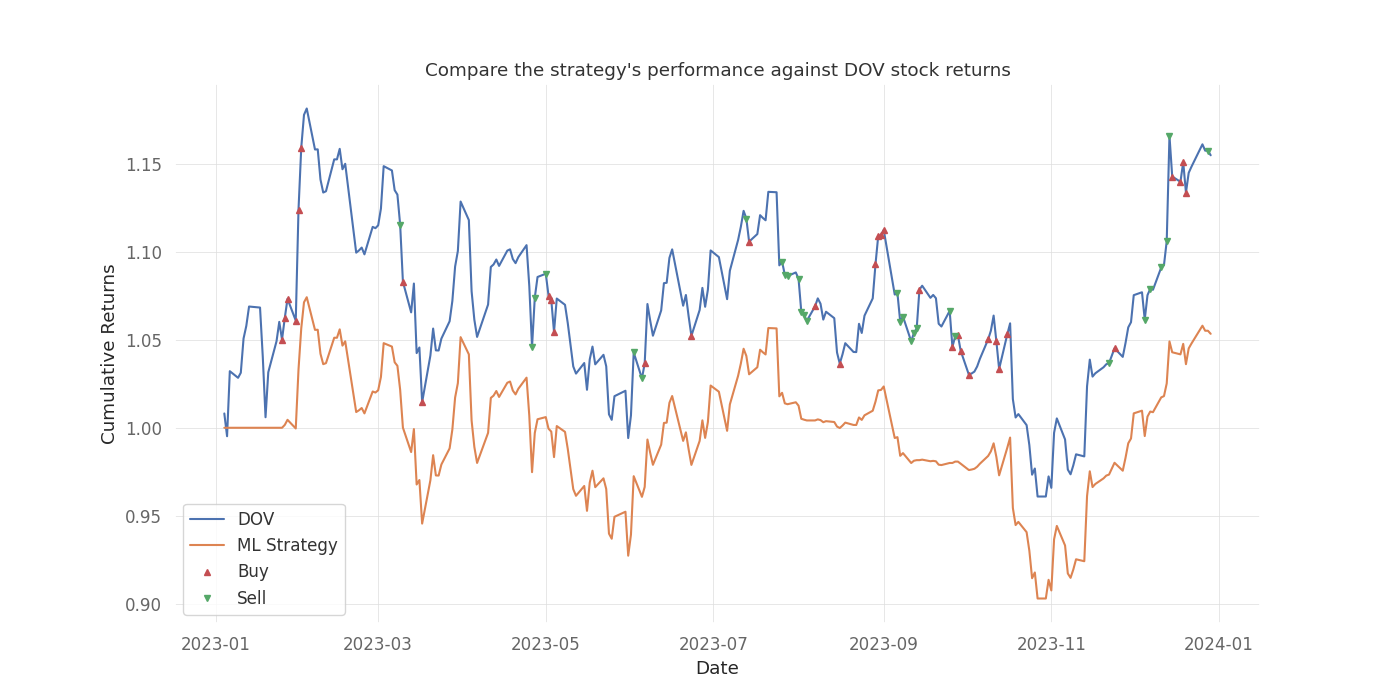 Compare the strategy's performance against DOV stock returns
Cumulative Returns
1.15
1.10
1.05
1.00
0.95
0.90
DOV
ML Strategy
Buy
Sell
2023-01
2023-03
2023-05
2023-07
2023-09
2023-11
2024-01
Date